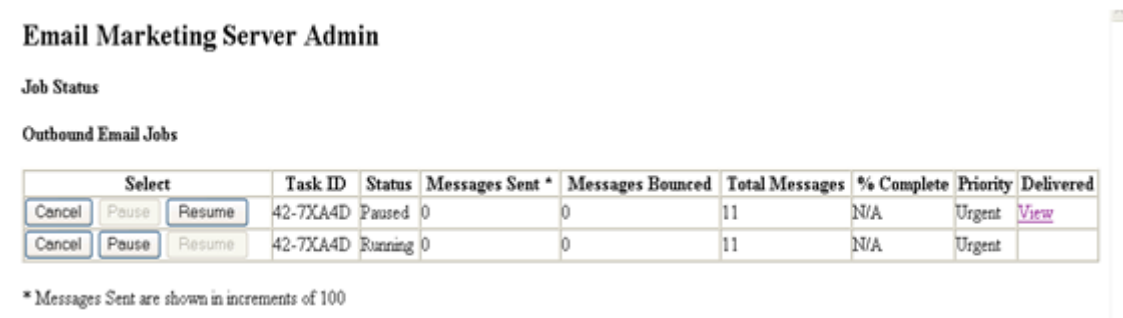 Email Marketing Server Admin
Job Status
Outbound Email Jobs
Select Task ID Status Messages Sent * Messages Bounced Total Messages % Complete Priority Delivered
Cancel Pause Resume 42-7XA4D Paused 0 0 11 N/A Urgent View
Cancel Pause Resume 42-7XA4D Running 0 0 11 N/A Urgent
* Messages Sent are shown in increments of 100